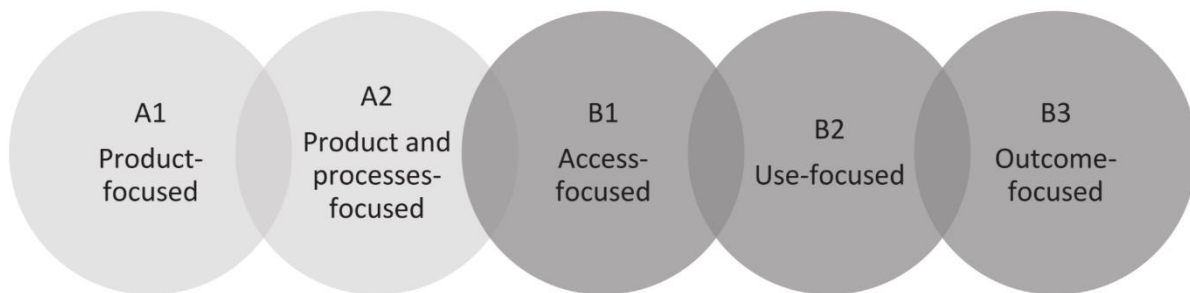 A1
Product-
focused
A2
Product and
processes-
focused
B1
Access-
focused
B2
Use-focused
B3
Outcome-
focused